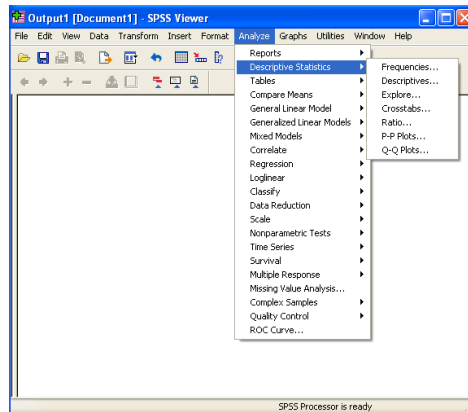 Output1 [Document1] - SPSS Viewer
File Edit View Data Transform Insert Format Analyze Graphs Utilities Window Help
Reports
Descriptive Statistics
Tables
Compare Means
General Linear Model
Generalized Linear Models
Mixed Models
Correlate
Regression
Loglinear
Classify
Data Reduction
Scale
Nonparametric Tests
Time Series
Survival
Multiple Response
Missing Value Analysis...
Complex Samples
Quality Control
ROC Curve...
Frequencies...
Descriptives...
Explore...
Crosstabs...
Ratio...
P-P Plots...
Q-Q Plots...
SPSS Processor is ready